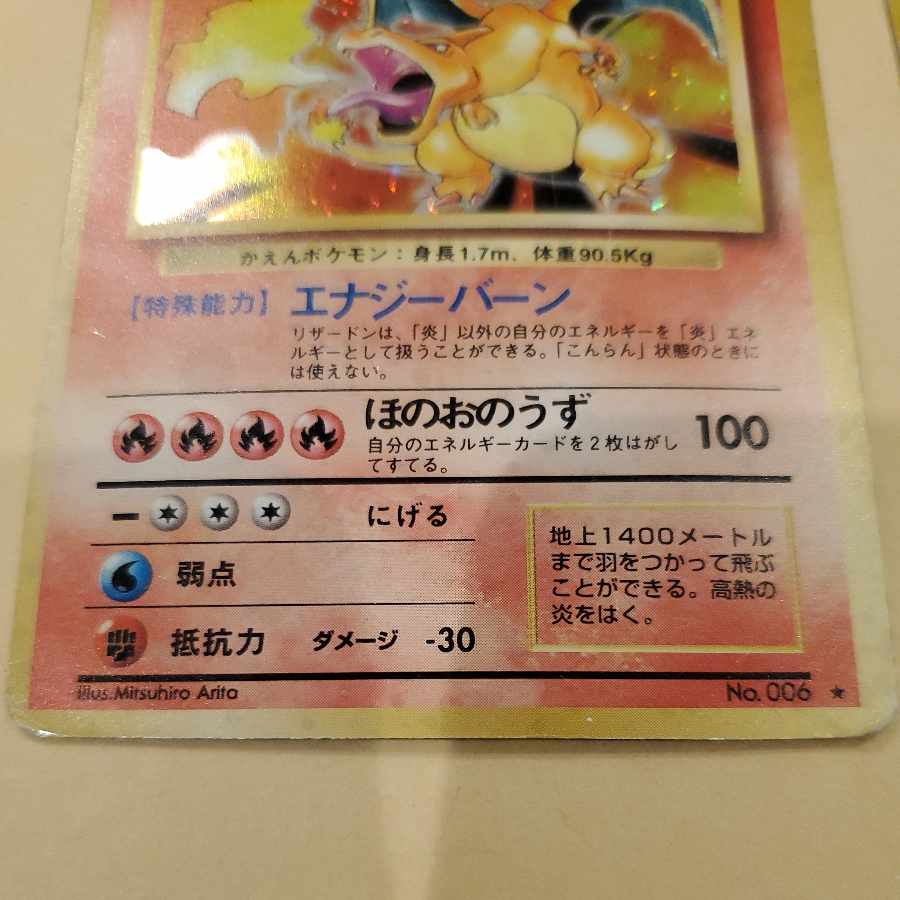 かえんポケモン：身長1.7m、体重90.5Kg
【特殊能力】エナジーバーン
リザードンは、「炎」以外の自分のエネルギーを「炎」エネ
ルギーとして扱うことができる。「こんらん」状態のときに
は使えない。
ほのおのうず 100
自分のエネルギーカードを2枚はがし
てすてる。
にげる
弱点
抵抗力 ダメージ -30
地上1400メートル
まで羽をつかって飛ぶ
ことができる。高熱の
炎をはく。
Illus.Mitsuhiro Arita
No.006 ★